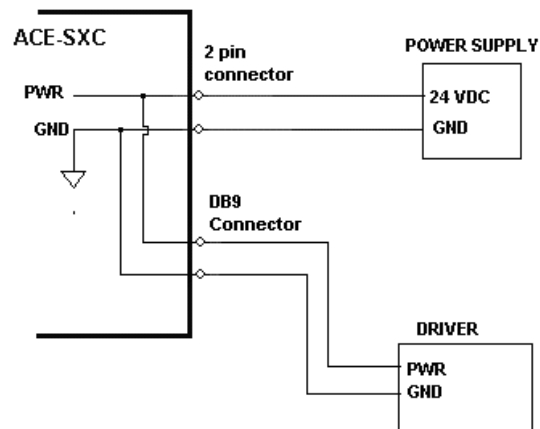 ACE-SXC
2 pin
connector
POWER SUPPLY
PWR
24 VDC
GND
GND
DB9
Connector
DRIVER
PWR
GND